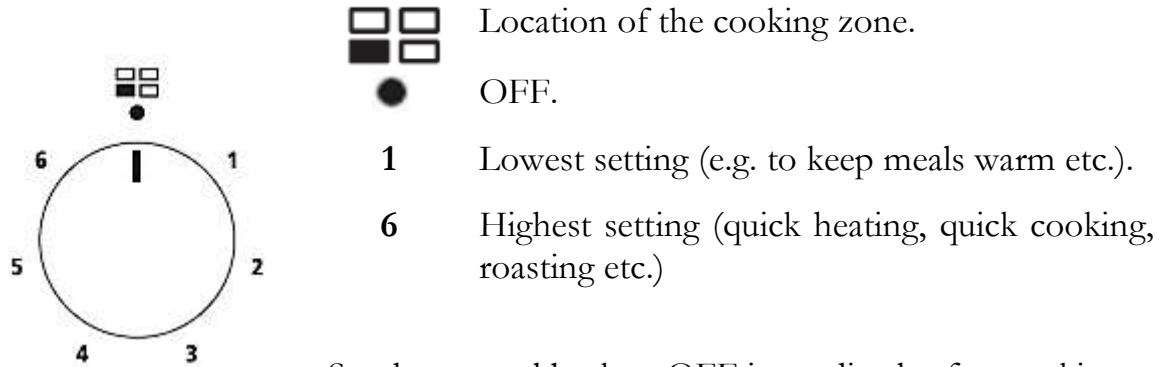 Location of the cooking zone.
OFF.
1 Lowest setting (e.g. to keep meals warm etc.).
6 Highest setting (quick heating, quick cooking,
roasting etc.)
6 1
5 2
4 3